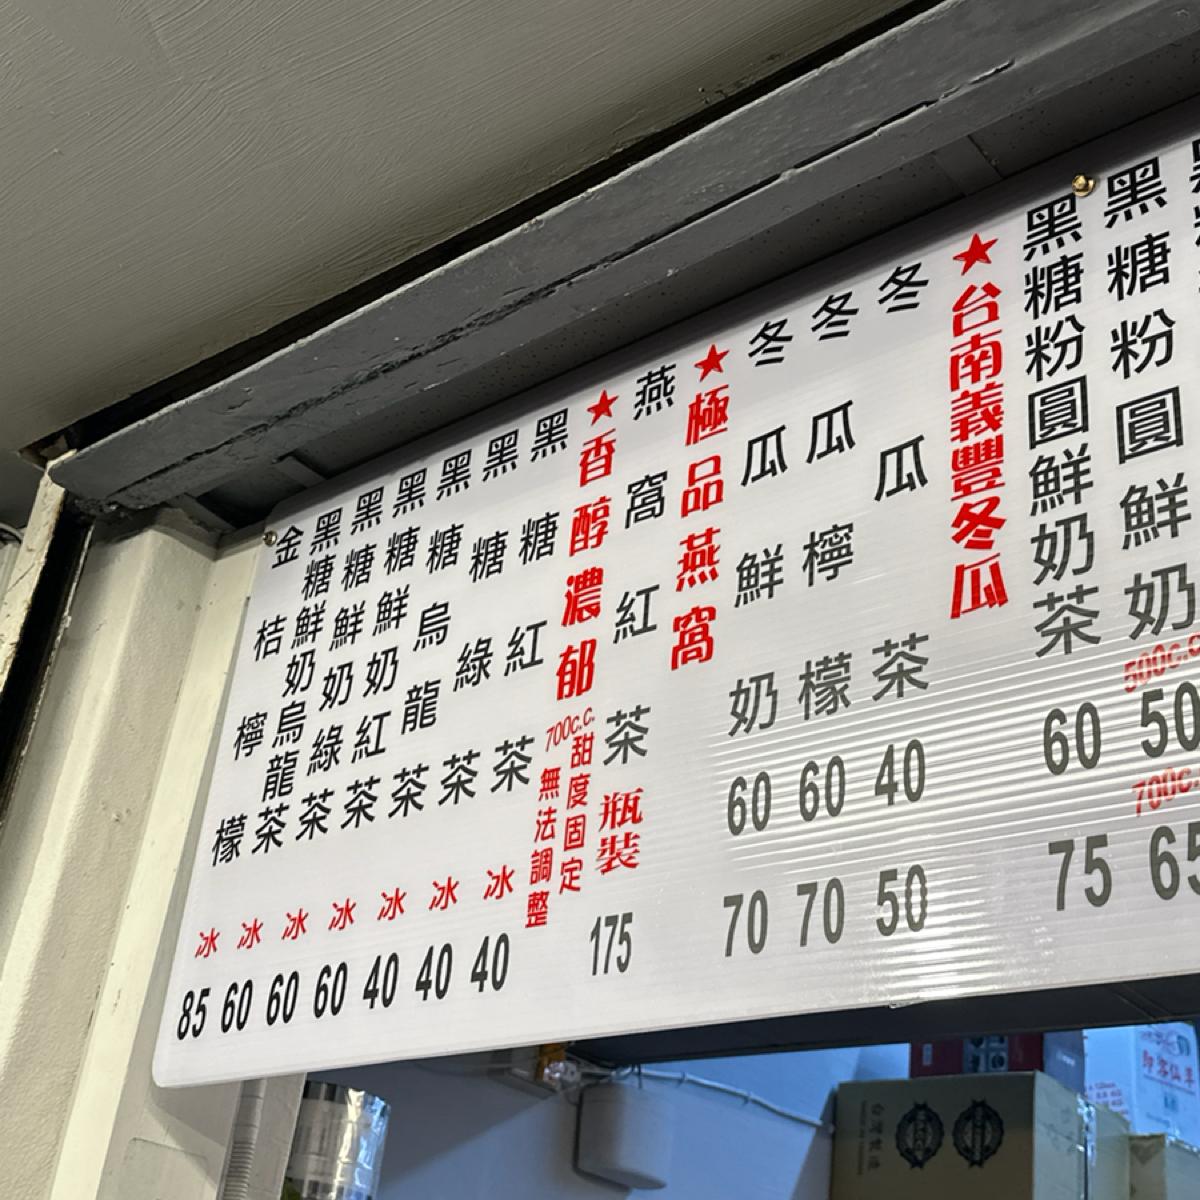 黑糖粉圓鮮奶
500c.c.
50
700c.
65
黑糖粉圓鮮奶茶
60
75
★台南義豐冬瓜
冬瓜茶
40
50
冬瓜檸檬
60
70
冬瓜鮮奶
60
70
★極品燕窩
燕窩紅茶 瓶裝
175
★香醇濃郁 700c.c.
甜度固定
無法調整
黑糖紅茶 冰 40
黑糖綠茶 冰 40
黑糖烏龍茶 冰 40
黑糖鮮奶紅茶 冰 60
黑糖鮮奶綠茶 冰 60
黑糖鮮奶烏龍茶 冰 60
金桔檸檬 冰 85
台灣製造